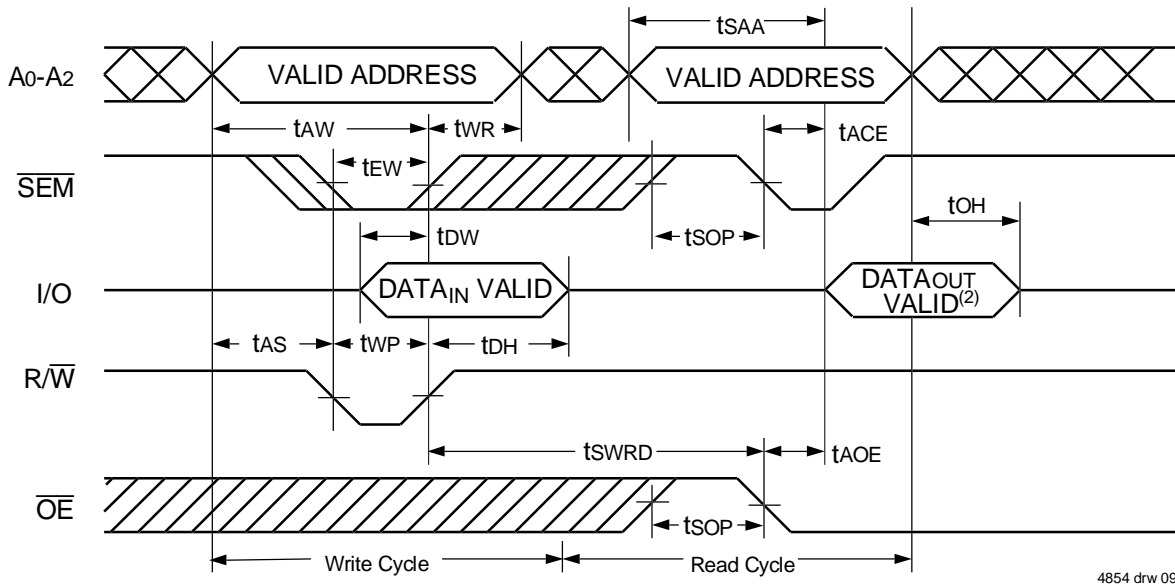 tSAA
A0-A2
VALID ADDRESS
VALID ADDRESS
tAW
tWR
tACE
tEW
SEM
tSOP
tOH
tDW
I/O
DATAIN VALID
DATAOUT
VALID(2)
tAS
tWP
tDH
R/W
tSWRD
tAOE
OE
tSOP
Write Cycle
Read Cycle
4854 drw 09